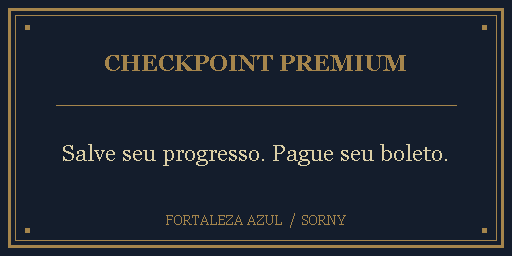 CHECKPOINT PREMIUM
Salve seu progresso. Pague seu boleto.
FORTALEZA AZUL / SORNY